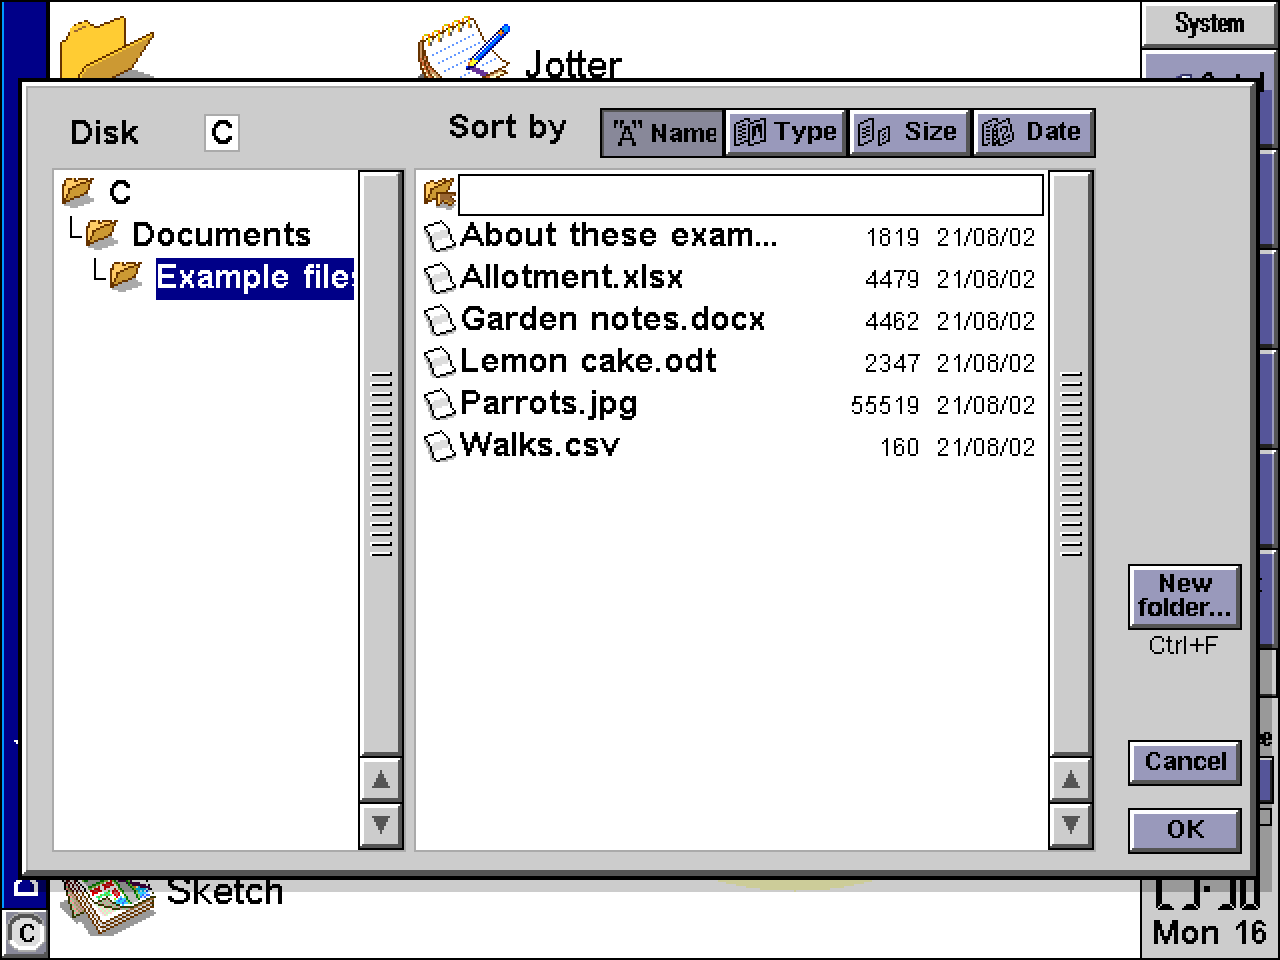 System
Jotter
Disk C
Sort by "A" Name Type Size Date
C
Documents
Example files
About these exam... 1819 21/08/02
Allotment.xlsx 4479 21/08/02
Garden notes.docx 4462 21/08/02
Lemon cake.odt 2347 21/08/02
Parrots.jpg 55519 21/08/02
Walks.csv 160 21/08/02
New
folder...
Ctrl+F
Cancel
OK
Sketch
C
Mon 16